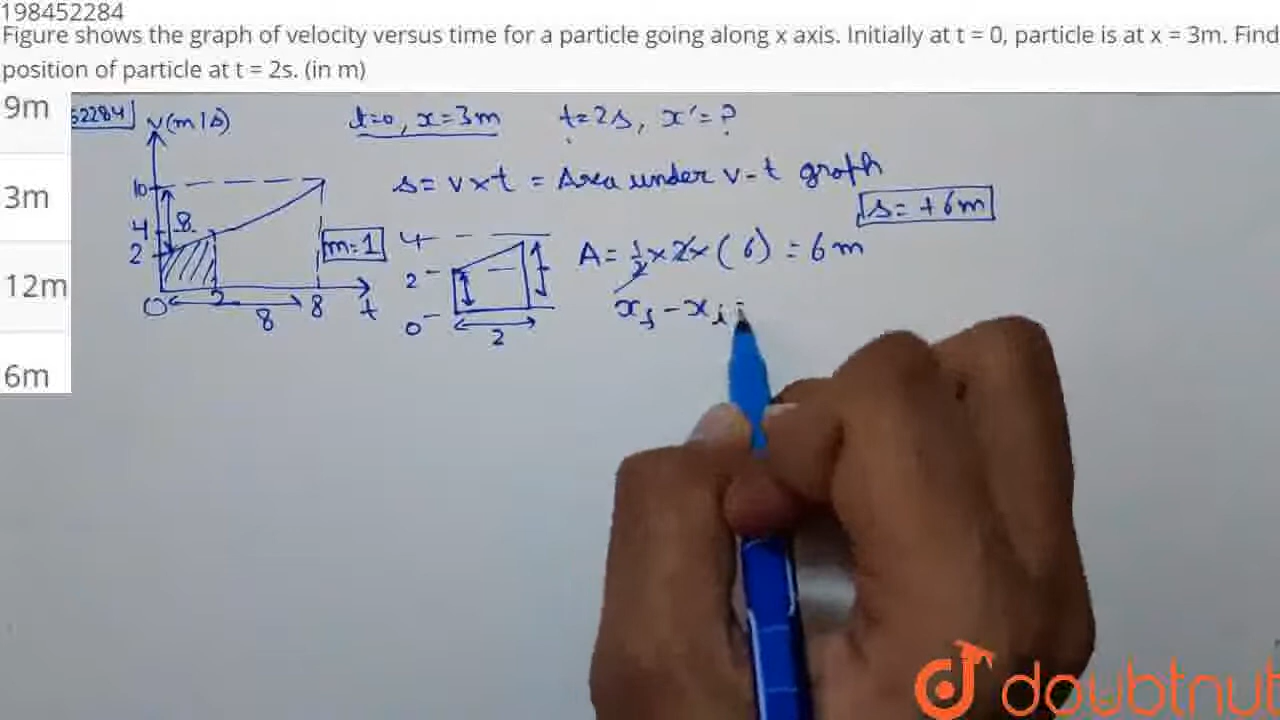 198452284
Figure shows the graph of velocity versus time for a particle going along x axis. Initially at t = 0, particle is at x = 3m. Find
position of particle at t = 2s. (in m)
9m
3m
12m
6m
52284
v(m/s)
t=0, x=3m
t=2s, x'=?
s = v×t = Area under v-t graph
s = +6m
10
4
2
8
m=1
0
2
8
t
8
4
2
0
2
A = 1/2 × 2 × (6) = 6m
x_f - x_i
doubtnut